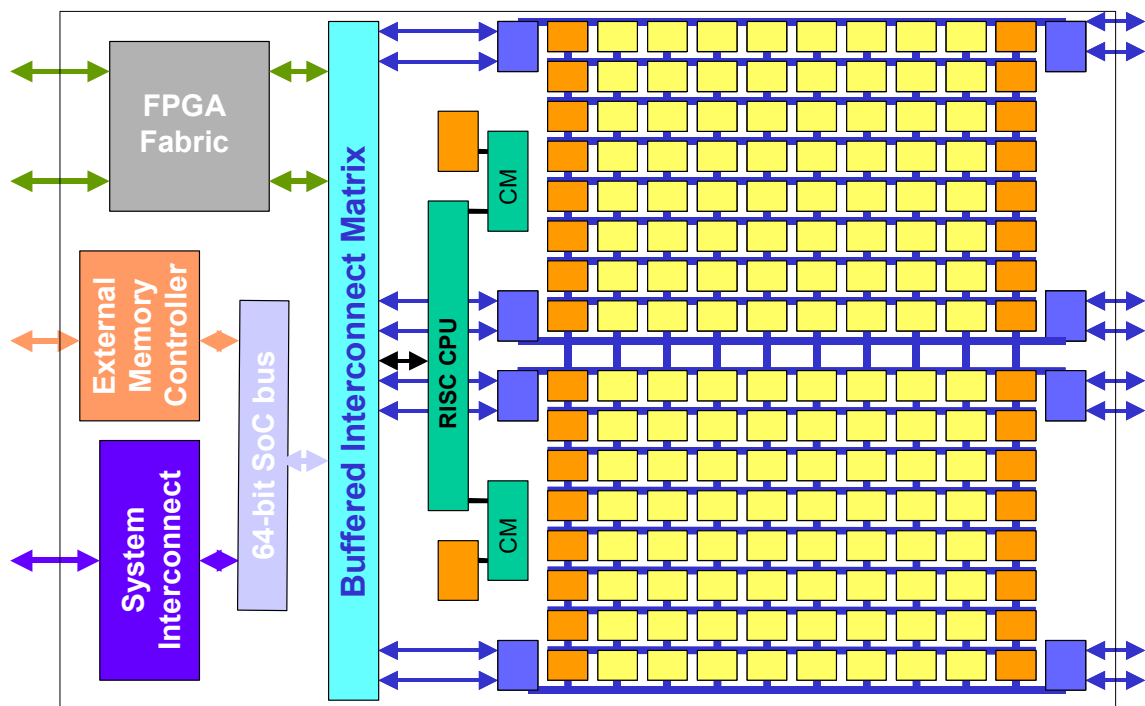 FPGA
Fabric
External
Memory
Controller
System
Interconnect
64-bit SoC bus
Buffered Interconnect Matrix
RISC CPU
CM
CM